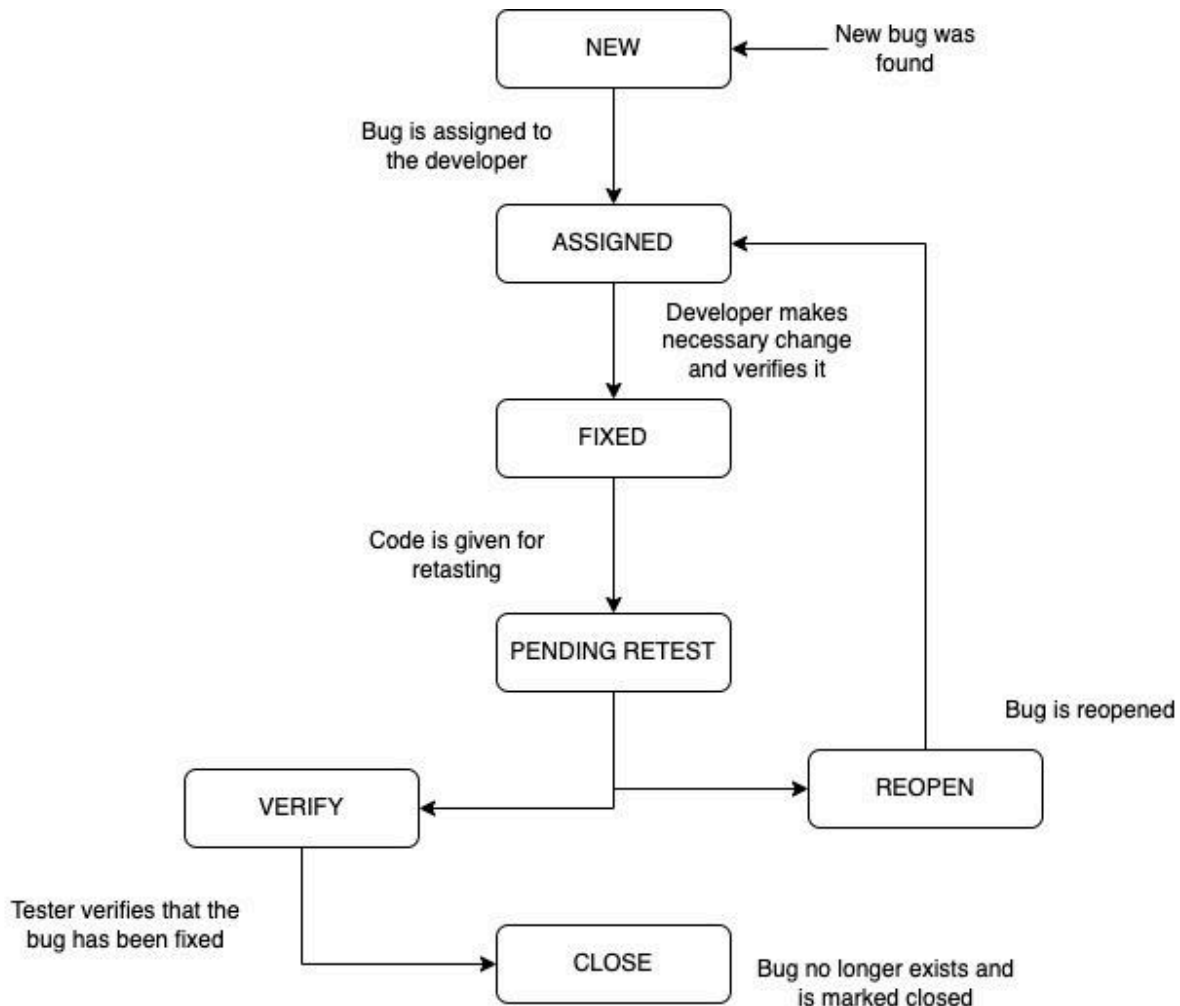 NEW
New bug was
found
Bug is assigned to
the developer
ASSIGNED
Developer makes
necessary change
and verifies it
FIXED
Code is given for
retasting
PENDING RETEST
Bug is reopened
REOPEN
VERIFY
Tester verifies that the
bug has been fixed
CLOSE
Bug no longer exists and
is marked closed